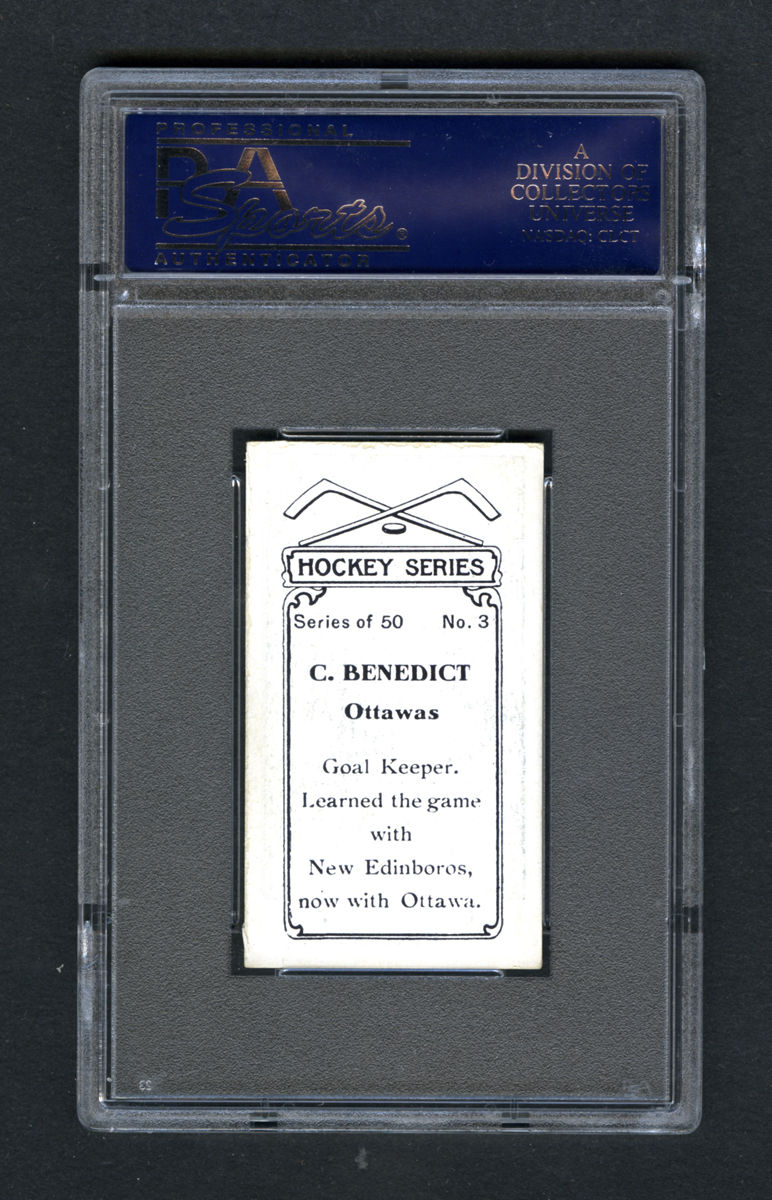 PROFESSIONAL
PSA
Sports®
AUTHENTICATOR
A
DIVISION OF
COLLECTORS
UNIVERSE
NASDAQ: CLCT
HOCKEY SERIES
Series of 50 No. 3
C. BENEDICT
Ottawas
Goal Keeper.
Learned the game
with
New Edinboros,
now with Ottawa.